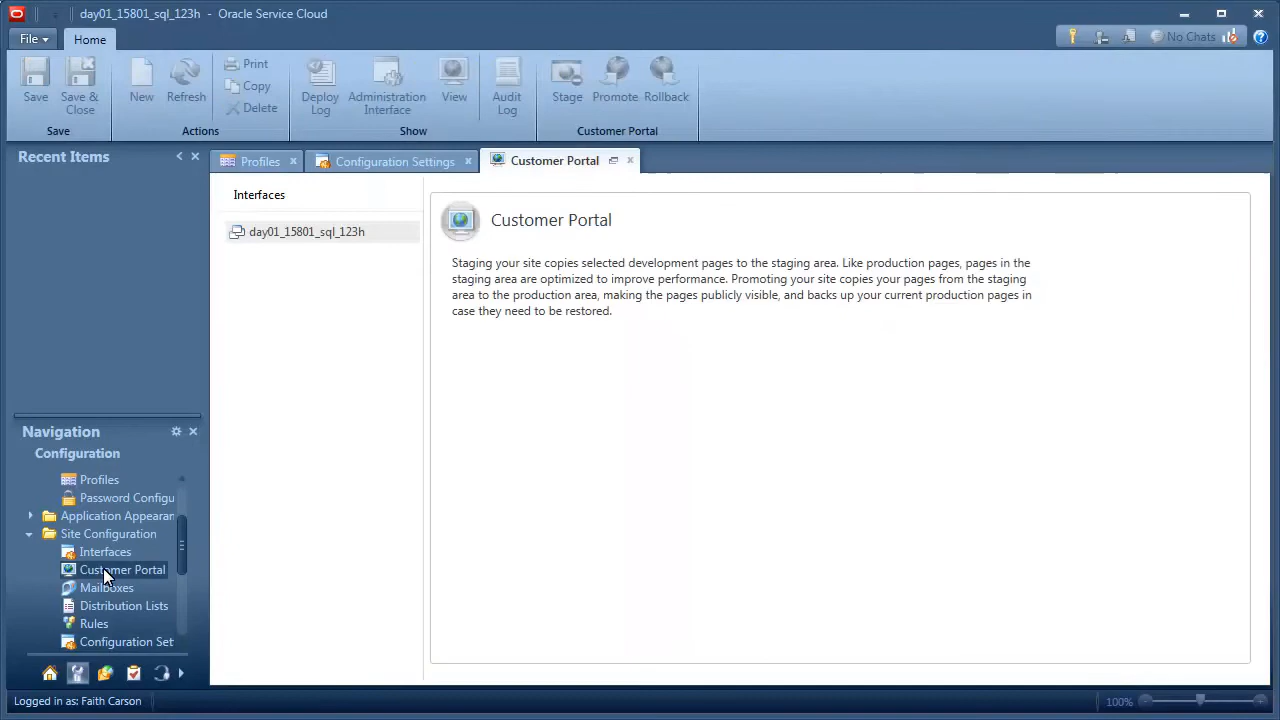 day01_15801_sql_123h - Oracle Service Cloud
File
Home
No Chats
Save
Save & Close
New
Refresh
Print
Copy
Delete
Deploy Log
Administration Interface
View
Audit Log
Stage
Promote
Rollback
Save
Actions
Show
Customer Portal
Recent Items
Profiles
Configuration Settings
Customer Portal
Interfaces
day01_15801_sql_123h
Customer Portal
Staging your site copies selected development pages to the staging area. Like production pages, pages in the
staging area are optimized to improve performance. Promoting your site copies your pages from the staging
area to the production area, making the pages publicly visible, and backs up your current production pages in
case they need to be restored.
Navigation
Configuration
Profiles
Password Configu
Application Appearan
Site Configuration
Interfaces
Customer Portal
Mailboxes
Distribution Lists
Rules
Configuration Set
Logged in as: Faith Carson
100%